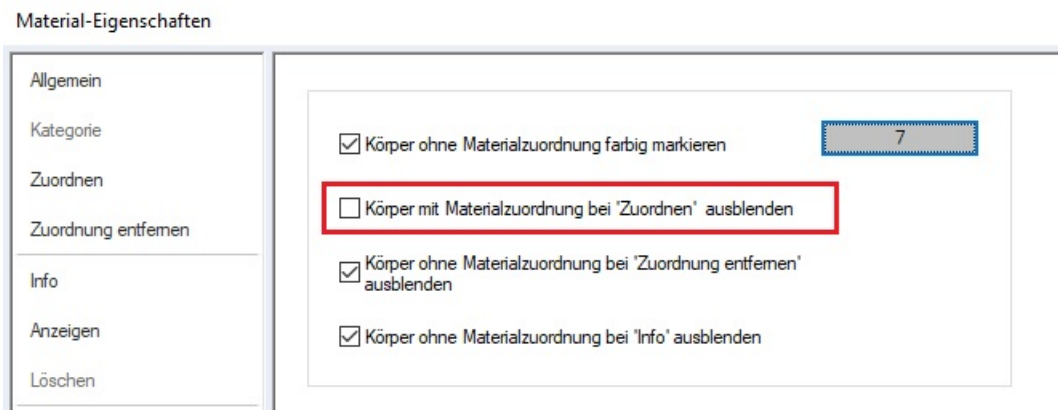 Material-Eigenschaften
Allgemein
Kategorie
Zuordnen
Zuordnung entfernen
Info
Anzeigen
Löschen
Körper ohne Materialzuordnung farbig markieren
7
Körper mit Materialzuordnung bei "Zuordnen" ausblenden
Körper ohne Materialzuordnung bei "Zuordnung entfernen"
ausblenden
Körper ohne Materialzuordnung bei "Info" ausblenden